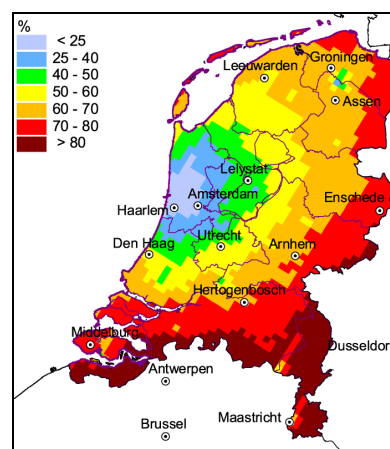 %
< 25
25 - 40
40 - 50
50 - 60
60 - 70
70 - 80
> 80
Groningen
Leeuwarden
Assen
Lelystat
Amsterdam
Haarlem
Enschede
Utrecht
Den Haag
Arnhem
Hertogenbosch
Middelburg
Dusseldor
Antwerpen
Maastricht
Brussel